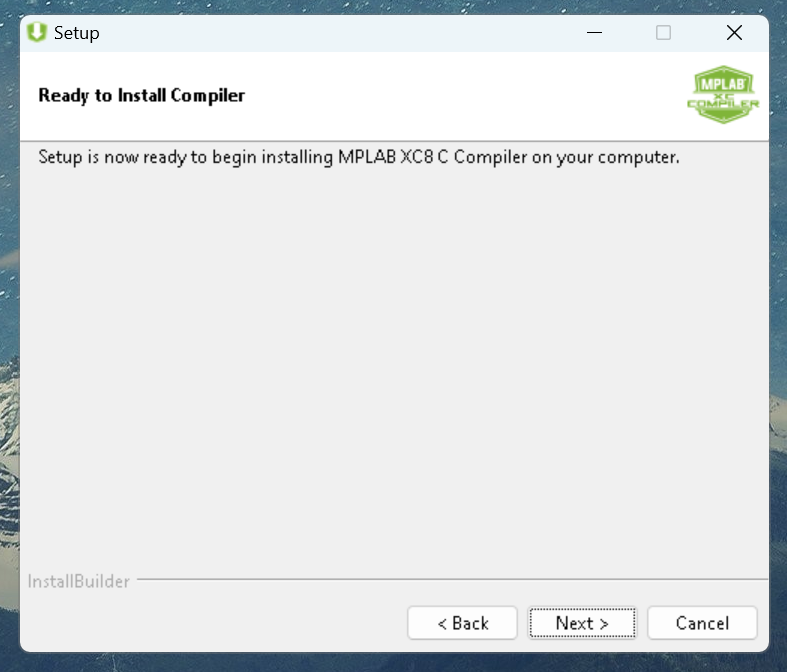 Setup
Ready to Install Compiler
MPLAB
XC
COMPILER
Setup is now ready to begin installing MPLAB XC8 C Compiler on your computer.
InstallBuilder
< Back
Next >
Cancel